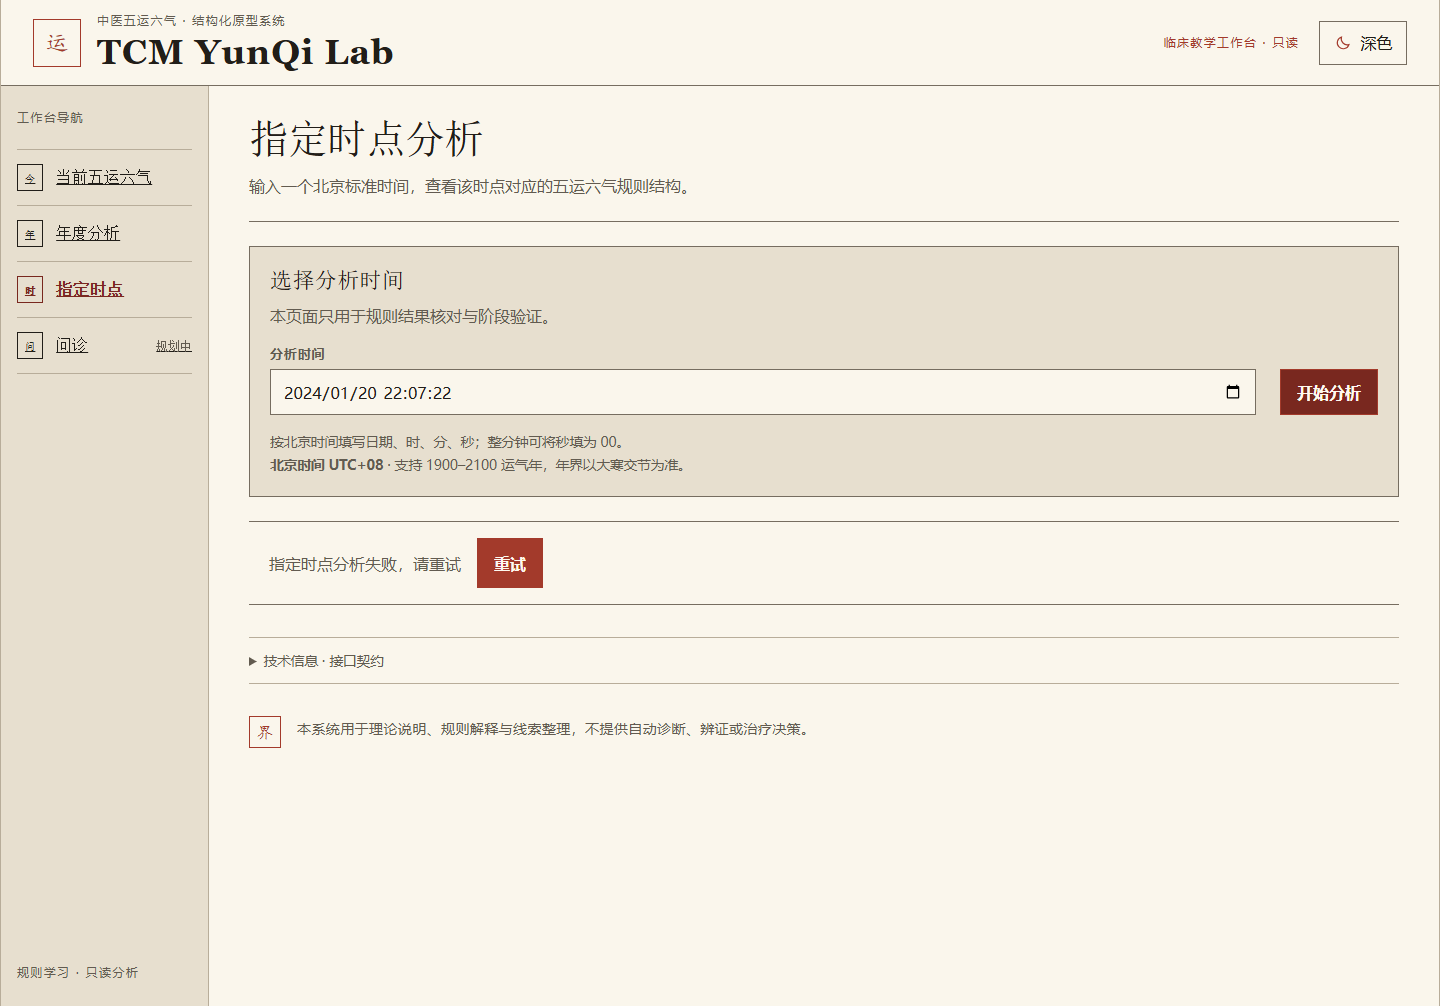 运
中医五运六气 · 结构化原型系统
TCM YunQi Lab
临床教学工作台 · 只读
深色
工作台导航
今 当前五运六气
年 年度分析
时 指定时点
问 问诊 规划中
规则学习 · 只读分析
指定时点分析
输入一个北京标准时间，查看该时点对应的五运六气规则结构。
选择分析时间
本页面只用于规则结果核对与阶段验证。
分析时间
2024/01/20 22:07:22
开始分析
按北京时间填写日期、时、分、秒；整分钟可将秒填为 00。
北京时间 UTC+08 · 支持 1900–2100 运气年，年界以大寒交节为准。
指定时点分析失败，请重试 重试
技术信息 · 接口契约
界 本系统用于理论说明、规则解释与线索整理，不提供自动诊断、辨证或治疗决策。